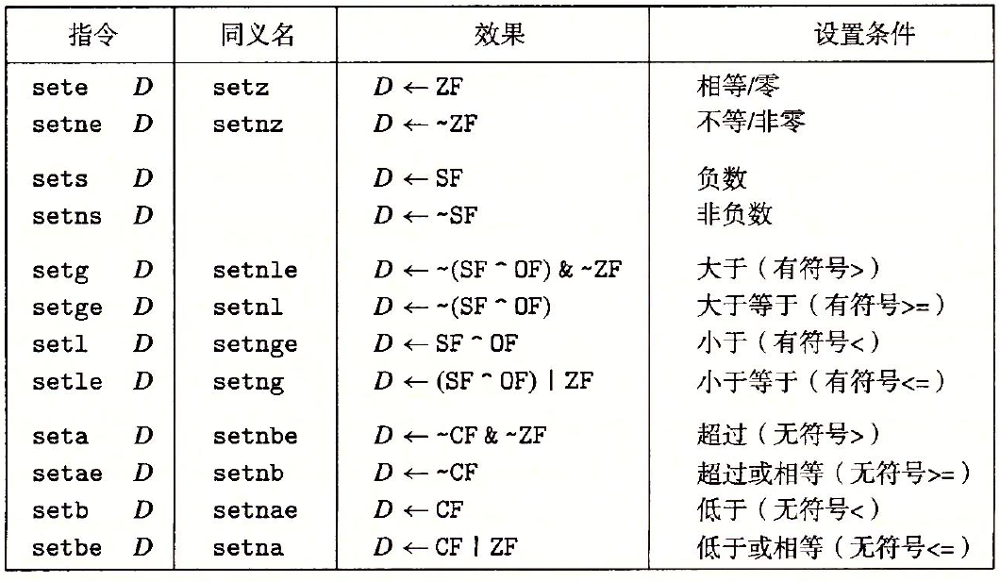 指令 同义名 效果 设置条件
sete D setz D ← ZF 相等/零
setne D setnz D ← ~ZF 不等/非零
sets D D ← SF 负数
setns D D ← ~SF 非负数
setg D setnle D ← ~(SF ^ OF) & ~ZF 大于（有符号>）
setge D setnl D ← ~(SF ^ OF) 大于等于（有符号>=）
setl D setnge D ← SF ^ OF 小于（有符号<）
setle D setng D ← (SF ^ OF) | ZF 小于等于（有符号<=）
seta D setnbe D ← ~CF & ~ZF 超过（无符号>）
setae D setnb D ← ~CF 超过或相等（无符号>=）
setb D setnae D ← CF 低于（无符号<）
setbe D setna D ← CF | ZF 低于或相等（无符号<=）